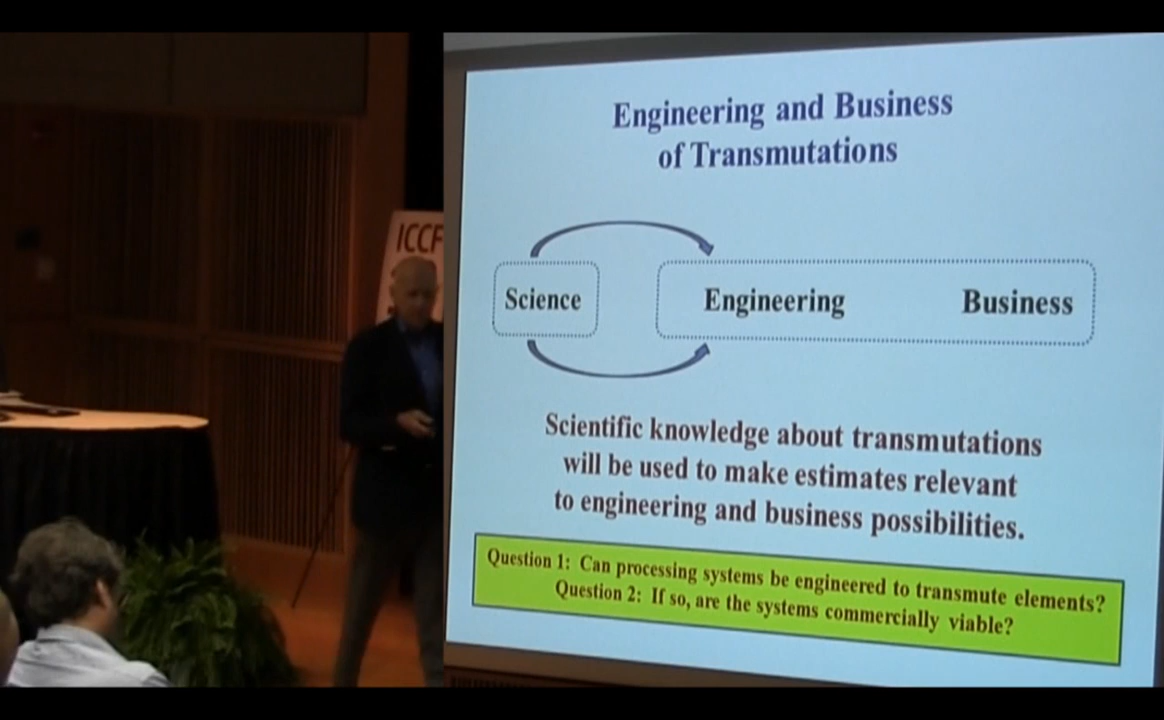 Engineering and Business
of Transmutations
ICCF
Science
Engineering
Business
Scientific knowledge about transmutations
will be used to make estimates relevant
to engineering and business possibilities.
Question 1: Can processing systems be engineered to transmute elements?
Question 2: If so, are the systems commercially viable?